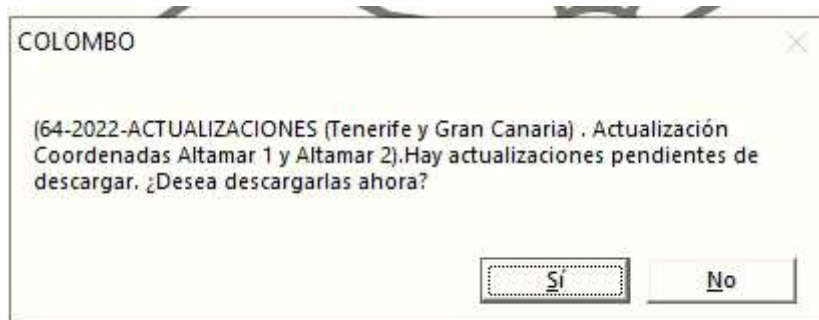 COLOMBO
(64-2022-ACTUALIZACIONES (Tenerife y Gran Canaria) . Actualización
Coordenadas Altamar 1 y Altamar 2).Hay actualizaciones pendientes de
descargar. ¿Desea descargarlas ahora?
Sí
No